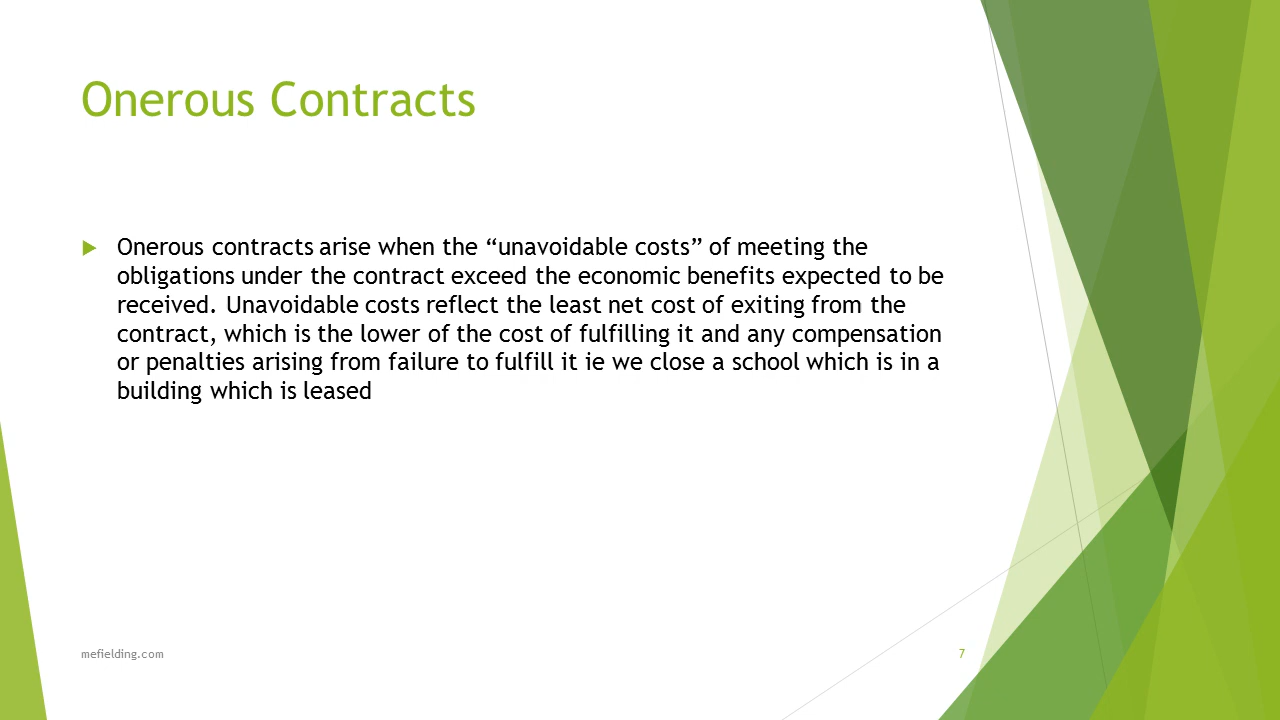 Onerous Contracts
Onerous contracts arise when the “unavoidable costs” of meeting the
obligations under the contract exceed the economic benefits expected to be
received. Unavoidable costs reflect the least net cost of exiting from the
contract, which is the lower of the cost of fulfilling it and any compensation
or penalties arising from failure to fulfill it ie we close a school which is in a
building which is leased
mefielding.com
7